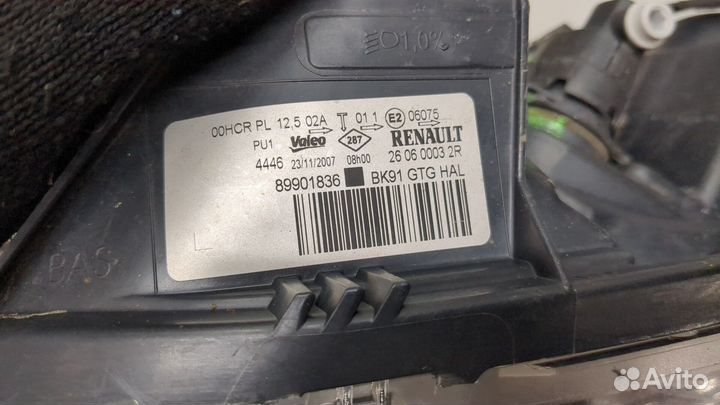 1,0%
00HCR PL 12,5 02A 01 1 E2 06075
PU1 Valeo 287 RENAULT
4446 23/11/2007 08h00 26 06 0003 2R
89901836 BK91 GTG HAL
L
BAS
Avito